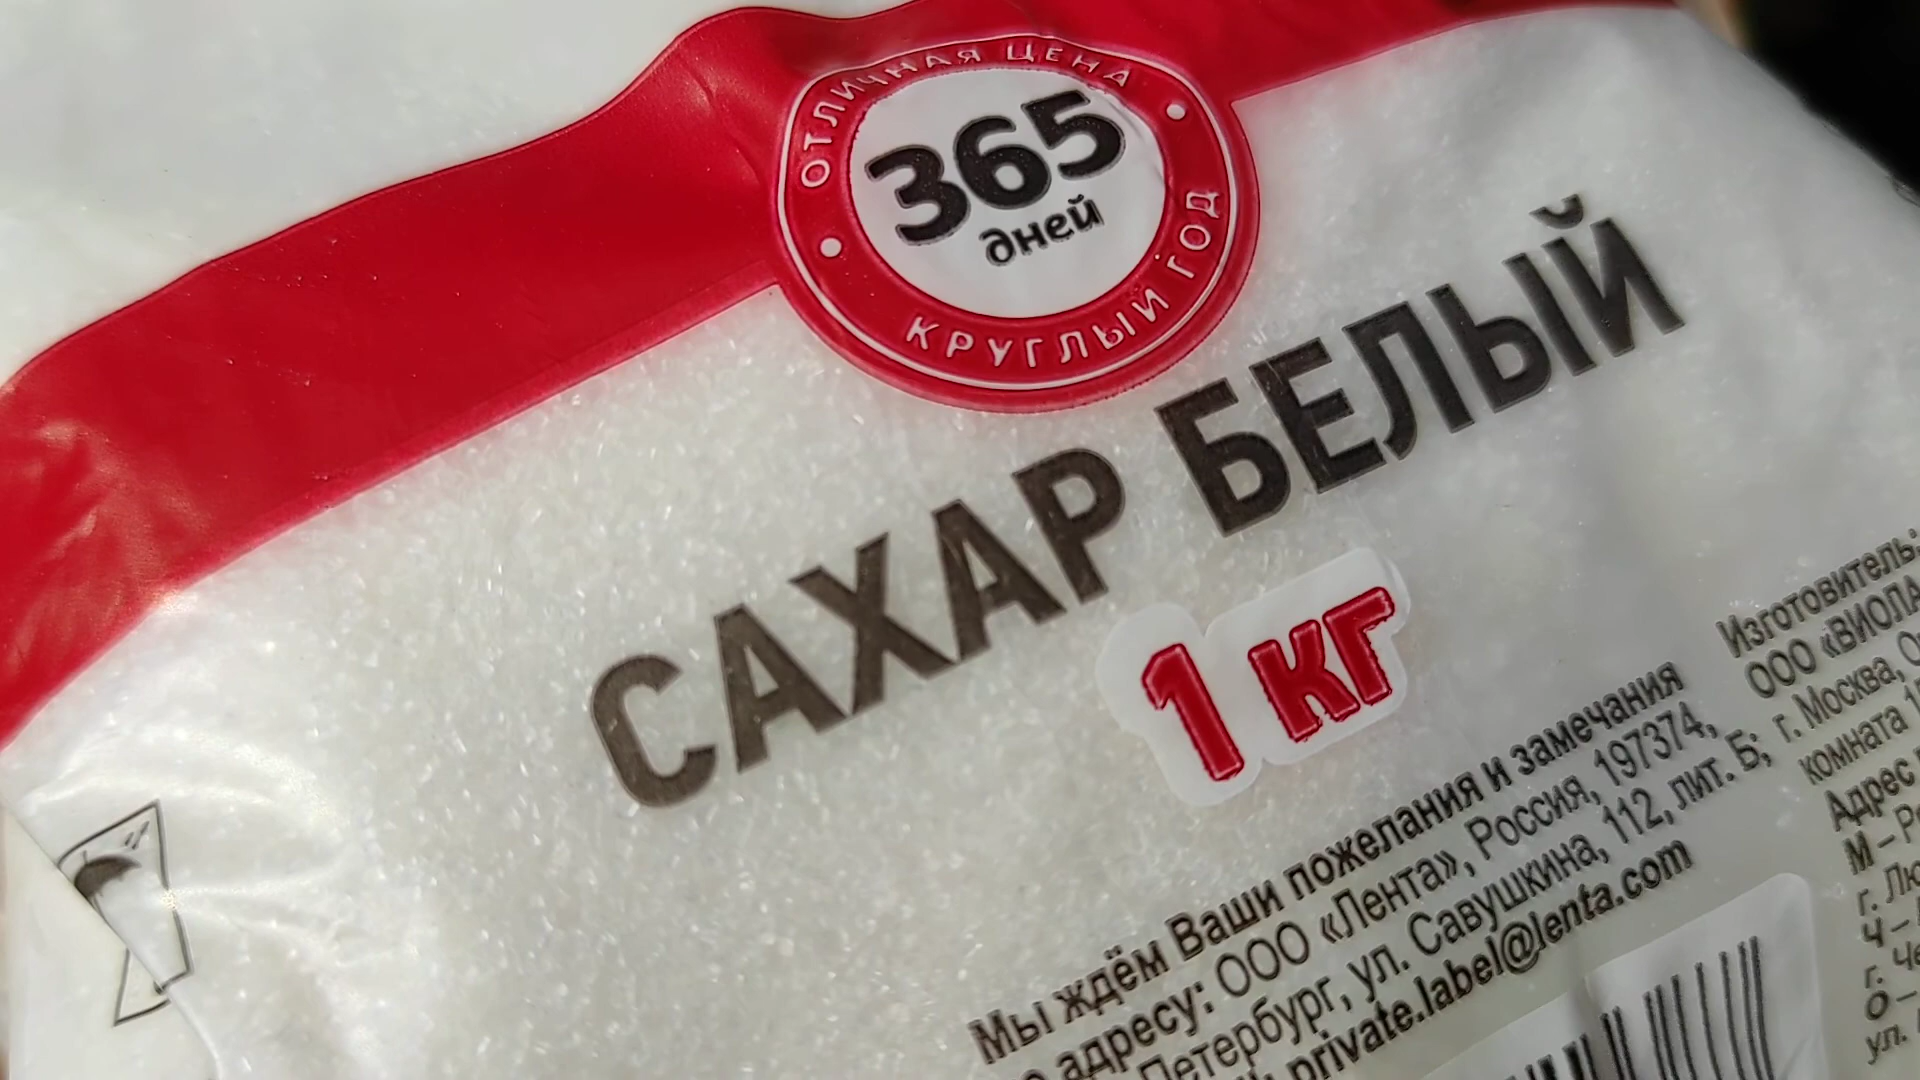 ОТЛИЧНАЯ ЦЕНА
365
дней
КРУГЛЫЙ ГОД
САХАР БЕЛЫЙ
1 кг
Мы ждём Ваши пожелания и замечания
адресу: ООО «Лента», Россия, 197374,
Петербург, ул. Савушкина, 112, лит. Б;
private.label@lenta.com
Изготовитель:
ООО «ВИОЛА
г. Москва,
комната
Адрес
М –
г.
Ч –
г.
О –
ул.